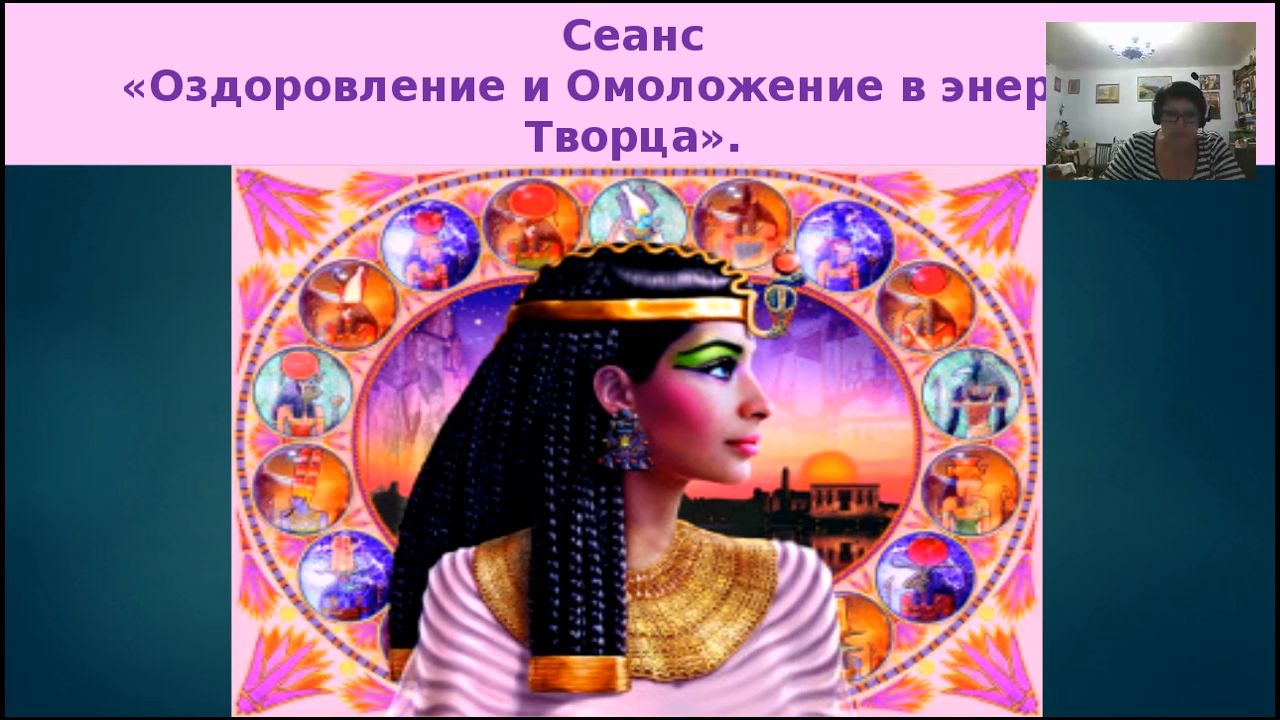 Сеанс
«Оздоровление и Омоложение в энер
Творца».